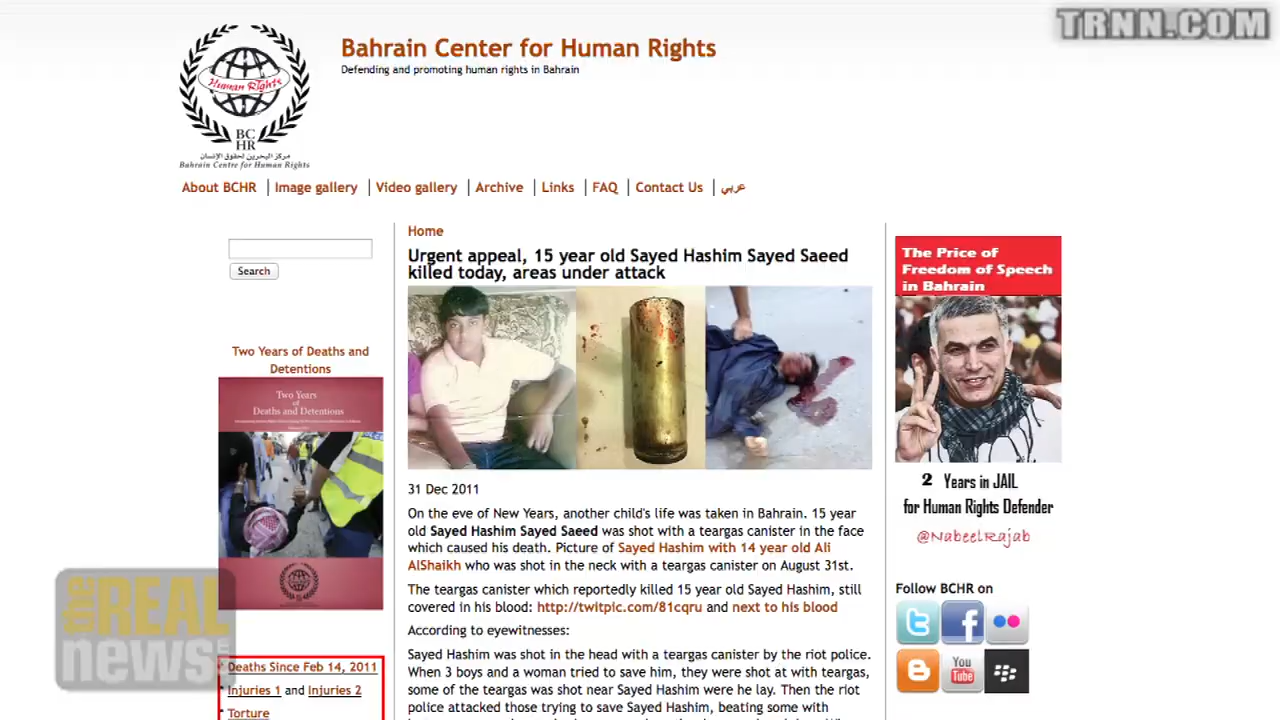 TRNN.COM
Bahrain Center for Human Rights
Defending and promoting human rights in Bahrain
Human Rights
BC
HR
مركز البحرين لحقوق الإنسان
Bahrain Centre for Human Rights
About BCHR
Image gallery
Video gallery
Archive
Links
FAQ
Contact Us
عربي
Search
Two Years of Deaths and
Detentions
Two Years
of
Deaths and Detentions
Deaths Since Feb 14, 2011
Injuries 1 and Injuries 2
Torture
Home
Urgent appeal, 15 year old Sayed Hashim Sayed Saeed
killed today, areas under attack
31 Dec 2011
On the eve of New Years, another child's life was taken in Bahrain. 15 year
old Sayed Hashim Sayed Saeed was shot with a teargas canister in the face
which caused his death. Picture of Sayed Hashim with 14 year old Ali
AlShaikh who was shot in the neck with a teargas canister on August 31st.
The teargas canister which reportedly killed 15 year old Sayed Hashim, still
covered in his blood: http://twitpic.com/81cqru and next to his blood
According to eyewitnesses:
Sayed Hashim was shot in the head with a teargas canister by the riot police.
When 3 boys and a woman tried to save him, they were shot at with teargas,
some of the teargas was shot near Sayed Hashim were he lay. Then the riot
police attacked those trying to save Sayed Hashim, beating some with
The Price of
Freedom of Speech
in Bahrain
2 Years in JAIL
for Human Rights Defender
@NabeelRajab
Follow BCHR on
You
Tube
the REAL
news.com